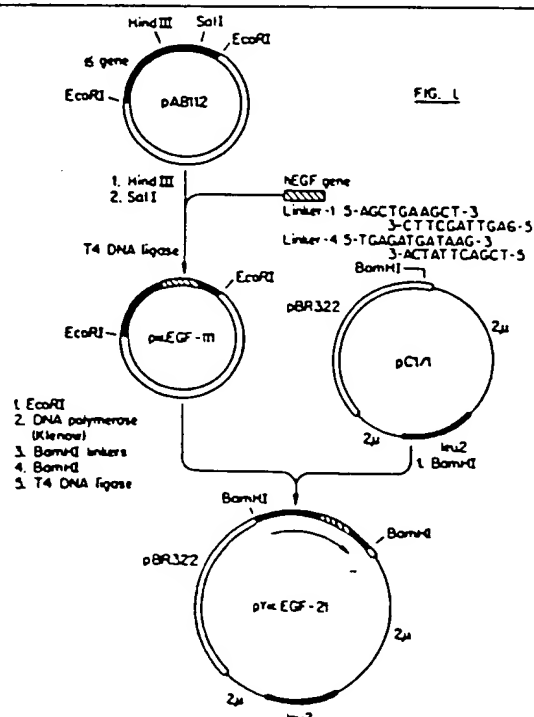 Hind III
Sal I
EcoRI
α gene
EcoRI
pAB112
FIG. 1
1. Hind III
2. Sal I
hEGF gene
Linker-1 5-AGCTGAAGCT-3
3-CTTCGATTGAG-5
Linker-4 5-TGAGATGATAAG-3
3-ACTATTCAGCT-5
T4 DNA ligase
BamHI
EcoRI
pBR322
2μ
EcoRI
pαEGF-111
pC1/1
1. EcoRI
2. DNA polymerase
(Klenow)
3. BamHI linkers
4. BamHI
5. T4 DNA ligase
2μ
leu2
1. BamHI
BamHI
BamHI
pBR322
pYαEGF-21
2μ
2μ
leu2